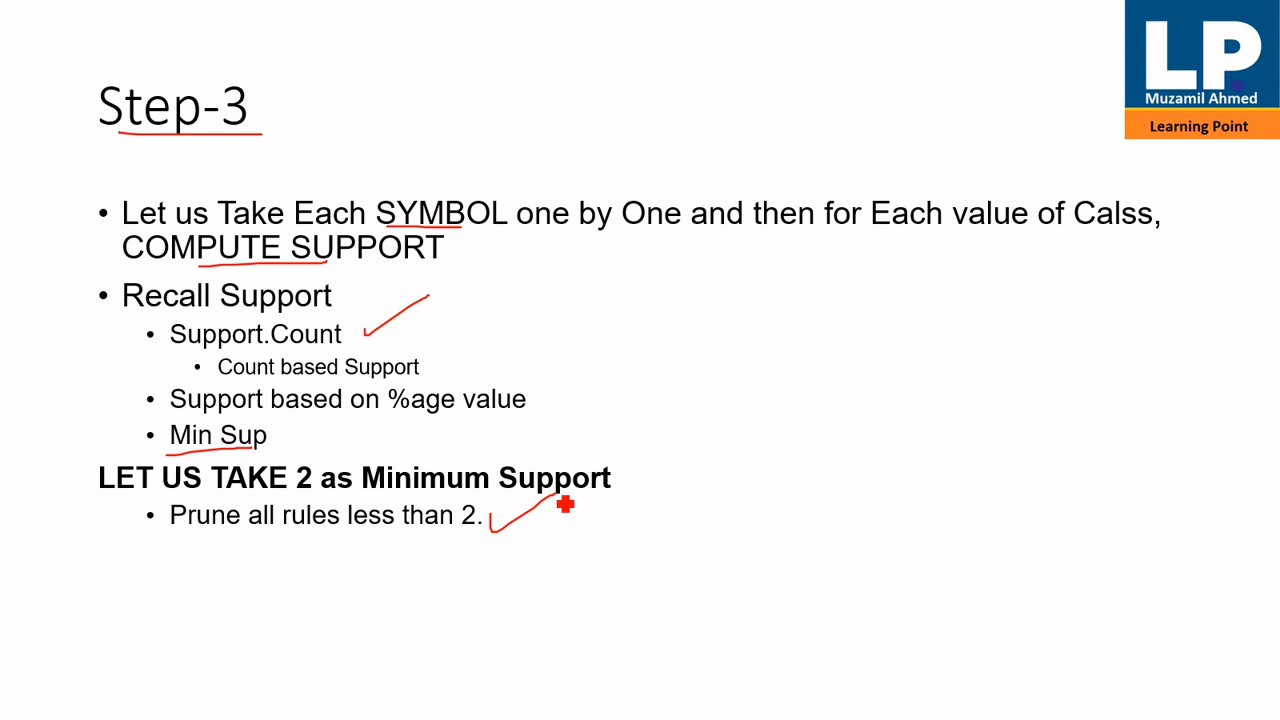 LP.
Muzamil Ahmed
Learning Point
Step-3
• Let us Take Each SYMBOL one by One and then for Each value of Calss,
COMPUTE SUPPORT
• Recall Support
• Support.Count
• Count based Support
• Support based on %age value
• Min Sup
LET US TAKE 2 as Minimum Support
• Prune all rules less than 2.